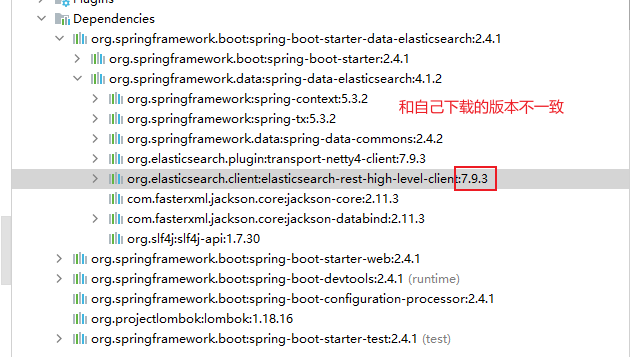 Plugins
Dependencies
org.springframework.boot:spring-boot-starter-data-elasticsearch:2.4.1
org.springframework.boot:spring-boot-starter:2.4.1
org.springframework.data:spring-data-elasticsearch:4.1.2
org.springframework:spring-context:5.3.2
和自己下载的版本不一致
org.springframework:spring-tx:5.3.2
org.springframework.data:spring-data-commons:2.4.2
org.elasticsearch.plugin:transport-netty4-client:7.9.3
org.elasticsearch.client:elasticsearch-rest-high-level-client:7.9.3
com.fasterxml.jackson.core:jackson-core:2.11.3
com.fasterxml.jackson.core:jackson-databind:2.11.3
org.slf4j:slf4j-api:1.7.30
org.springframework.boot:spring-boot-starter-web:2.4.1
org.springframework.boot:spring-boot-devtools:2.4.1 (runtime)
org.springframework.boot:spring-boot-configuration-processor:2.4.1
org.projectlombok:lombok:1.18.16
org.springframework.boot:spring-boot-starter-test:2.4.1 (test)